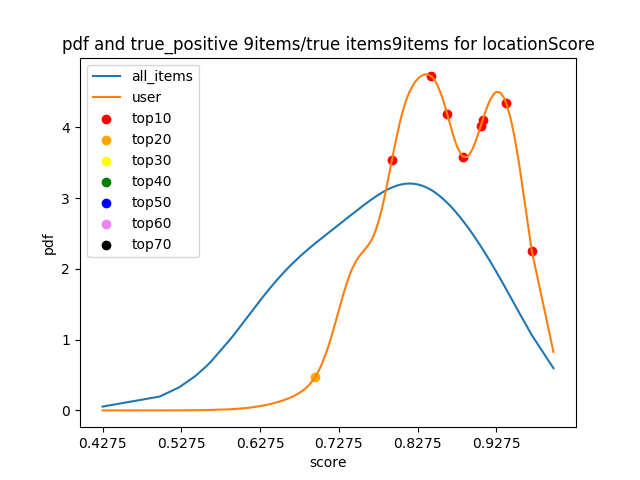 pdf and true_positive 9items/true items9items for locationScore
all_items
user
top10
top20
top30
top40
top50
top60
top70
pdf
4
3
2
1
0
0.4275 0.5275 0.6275 0.7275 0.8275 0.9275
score